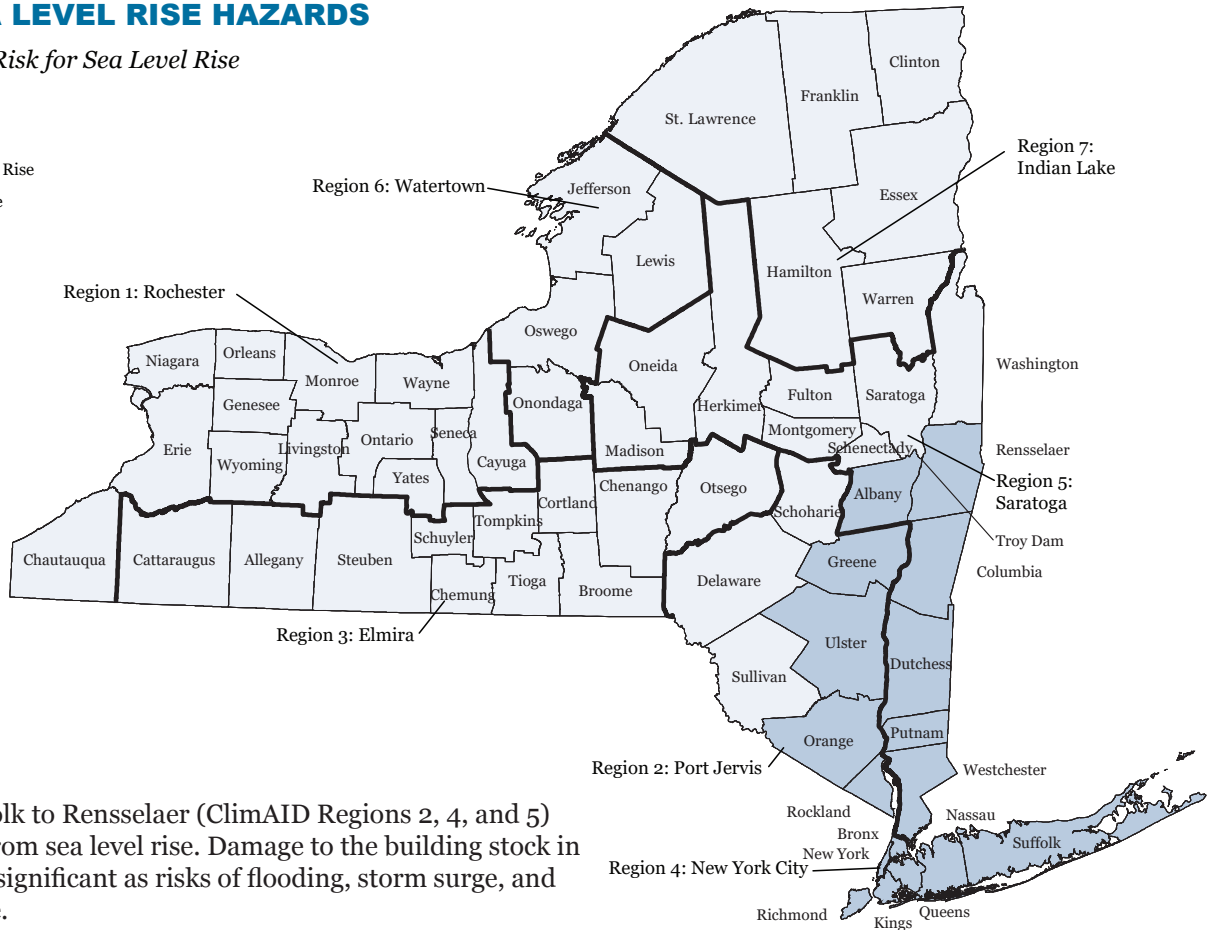 LEVEL RISE HAZARDS
Risk for Sea Level Rise
Rise
Clinton
Franklin
St. Lawrence
Region 7:
Indian Lake
Region 6: Watertown
Jefferson
Essex
Lewis
Hamilton
Region 1: Rochester
Warren
Oswego
Niagara
Orleans
Monroe
Wayne
Oneida
Washington
Genesee
Onondaga
Herkimer
Fulton
Saratoga
Erie
Wyoming
Livingston
Ontario
Seneca
Yates
Cayuga
Madison
Montgomery
Schenectady
Rensselaer
Region 5:
Saratoga
Cortland
Chenango
Otsego
Albany
Schoharie
Tompkins
Schuyler
Troy Dam
Chautauqua
Cattaraugus
Allegany
Steuben
Chemung
Tioga
Broome
Delaware
Greene
Columbia
Region 3: Elmira
Ulster
Dutchess
Sullivan
Orange
Putnam
Region 2: Port Jervis
Westchester
Rockland
Nassau
Bronx
Suffolk
New York
Region 4: New York City
Richmond
Kings
Queens
olk to Rensselaer (ClimAID Regions 2, 4, and 5)
rom sea level rise. Damage to the building stock in
significant as risks of flooding, storm surge, and